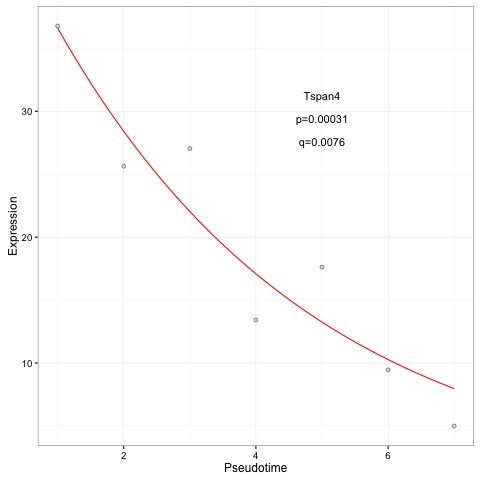 Tspan4
p=0.00031
q=0.0076
30
20
10
Expression
2 4 6
Pseudotime